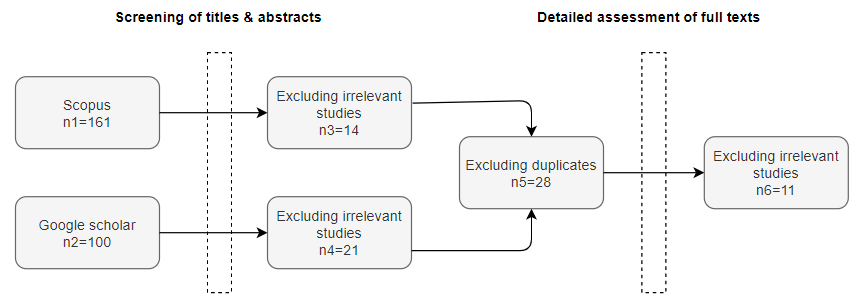 Screening of titles & abstracts
Detailed assessment of full texts
Scopus
n1=161
Excluding irrelevant
studies
n3=14
Excluding duplicates
n5=28
Excluding irrelevant
studies
n6=11
Google scholar
n2=100
Excluding irrelevant
studies
n4=21